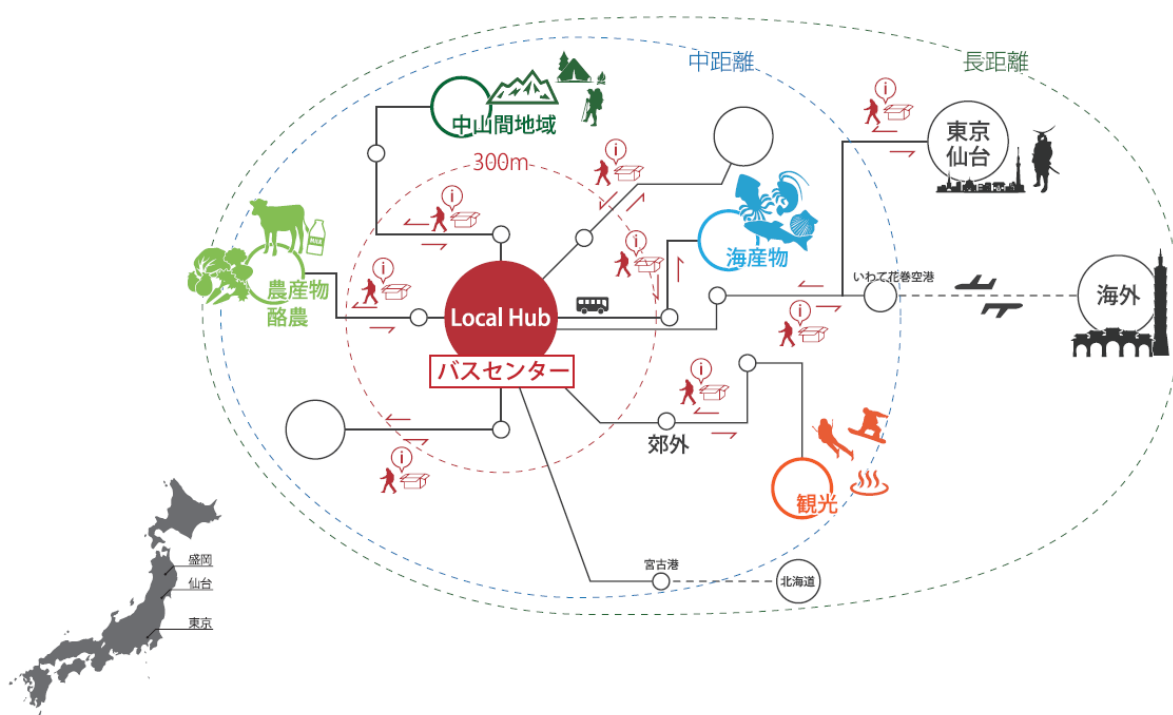 中距離
長距離
中山間地域
300m
東京
仙台
海産物
いわて花巻空港
海外
農産物
酪農
MILK
Local Hub
バスセンター
郊外
観光
宮古港
北海道
盛岡
仙台
東京
i
i
i
i
i
i
i
i